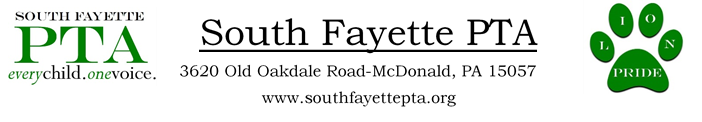 SOUTH FAYETTE
PTA
everychild.onevoice.
South Fayette PTA
3620 Old Oakdale Road-McDonald, PA 15057
www.southfayettepta.org
LION
PRIDE